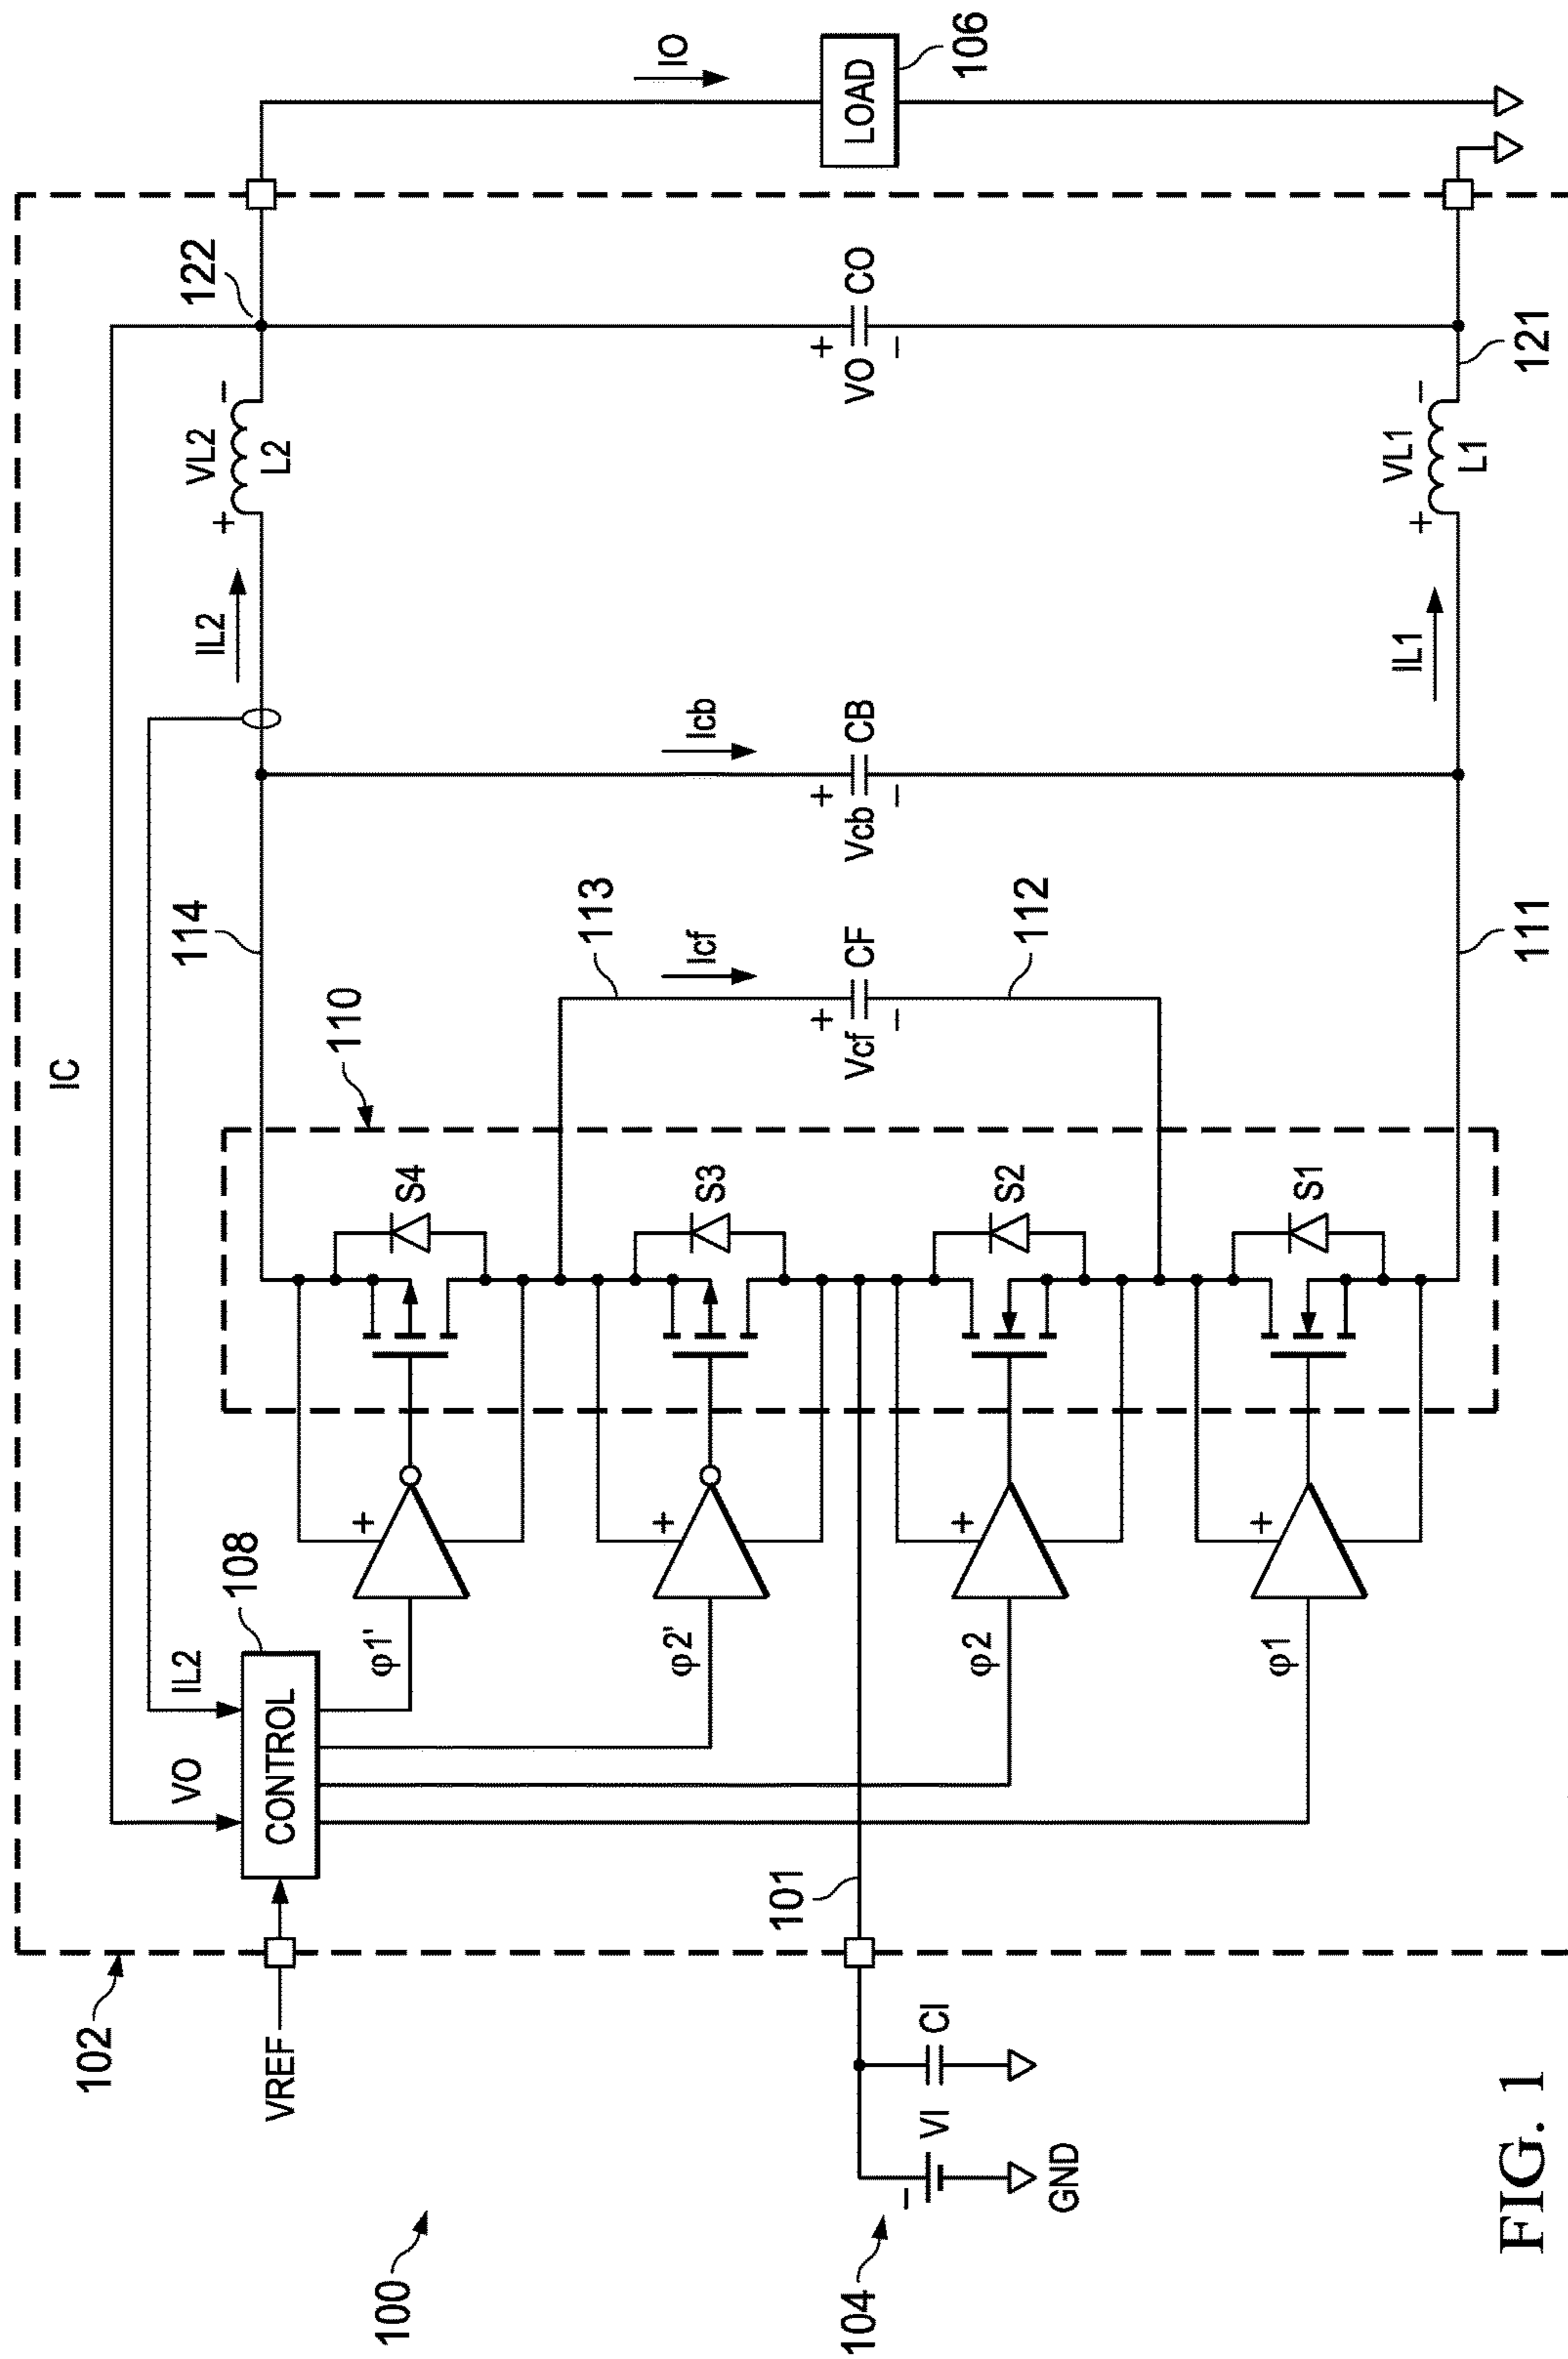 100
102
VREF
104
−
VI
CI
GND
101
IC
VO
IL2
CONTROL
108
φ1'
φ2'
φ2
φ1
+
+
+
+
110
S4
S3
S2
S1
114
113
Icf
+
Vcf
CF
−
112
111
Icb
+
Vcb
CB
−
IL2
+
VL2
−
L2
IL1
+
VL1
−
L1
122
+
VO
CO
−
121
IO
LOAD
106
FIG. 1